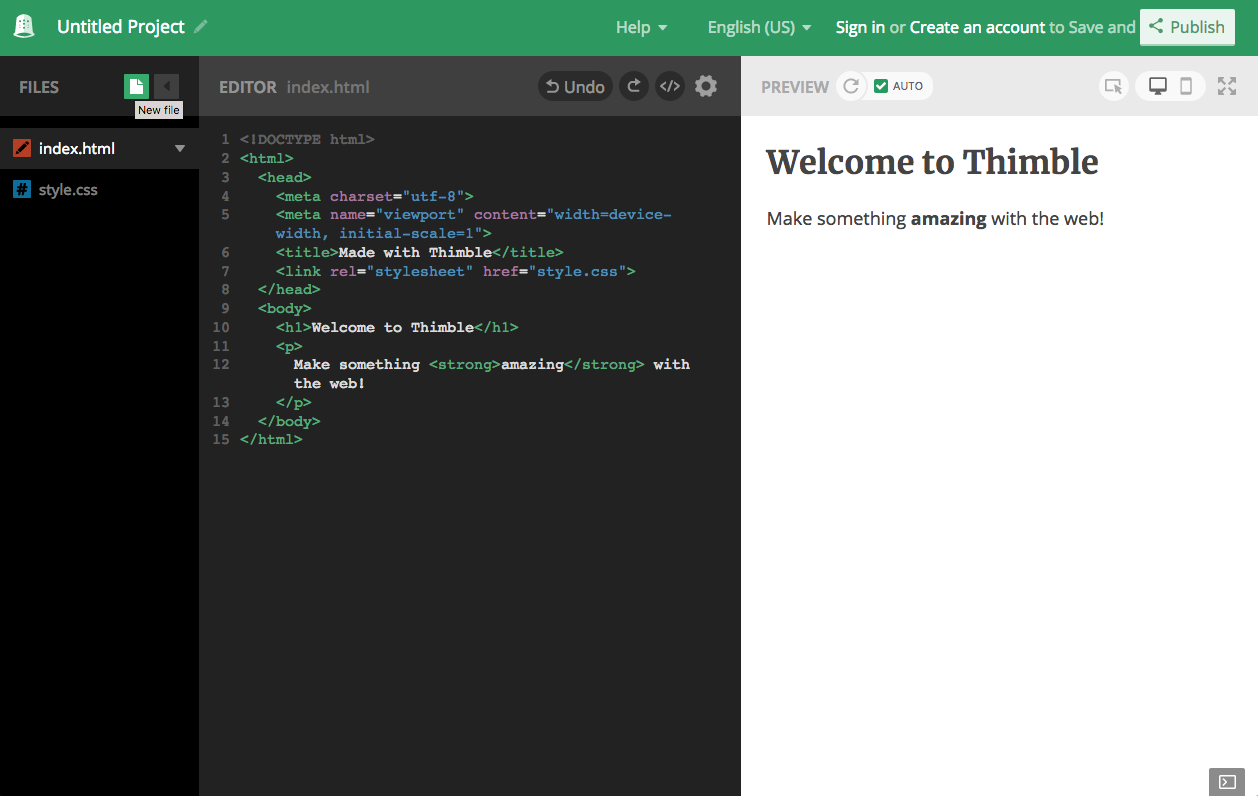 Untitled Project
Help
English (US)
Sign in or Create an account to Save and
Publish
FILES
New file
index.html
style.css
EDITOR index.html
Undo
</>
1 <!DOCTYPE html>
2 <html>
3 <head>
4 <meta charset="utf-8">
5 <meta name="viewport" content="width=device-
width, initial-scale=1">
6 <title>Made with Thimble</title>
7 <link rel="stylesheet" href="style.css">
8 </head>
9 <body>
10 <h1>Welcome to Thimble</h1>
11 <p>
12 Make something <strong>amazing</strong> with
the web!
13 </p>
14 </body>
15 </html>
PREVIEW
AUTO
Welcome to Thimble
Make something amazing with the web!